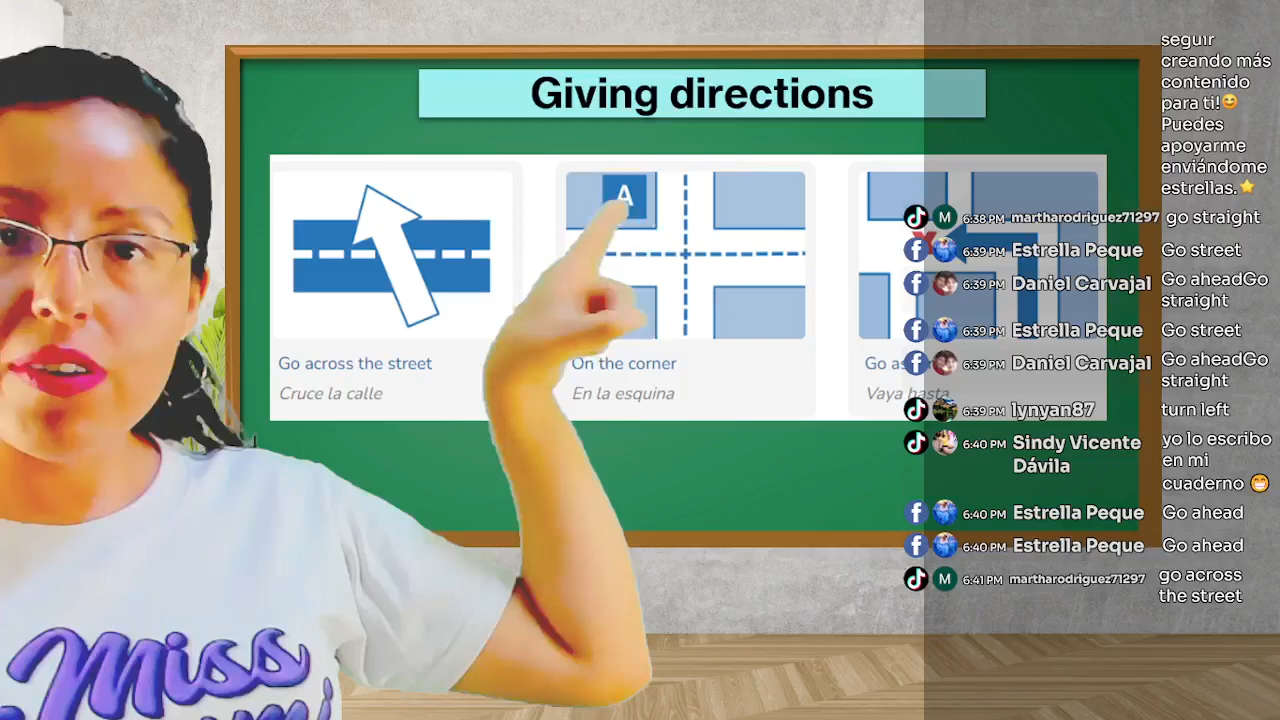 Giving directions
A
Go across the street
Cruce la calle
On the corner
En la esquina
Go as
Vaya hasta
Miss
seguir
creando más
contenido
para ti!😊
Puedes
apoyarme
enviándome
estrellas.⭐
M 6:38 PM martharodriguez71297 go straight
6:39 PM Estrella Peque Go street
6:39 PM Daniel Carvajal Go aheadGo
straight
6:39 PM Estrella Peque Go street
6:39 PM Daniel Carvajal Go aheadGo
straight
6:39 PM lynyan87 turn left
6:40 PM Sindy Vicente yo lo escribo
Dávila en mi
cuaderno 😁
6:40 PM Estrella Peque Go ahead
6:40 PM Estrella Peque Go ahead
M 6:41 PM martharodriguez71297 go across
the street